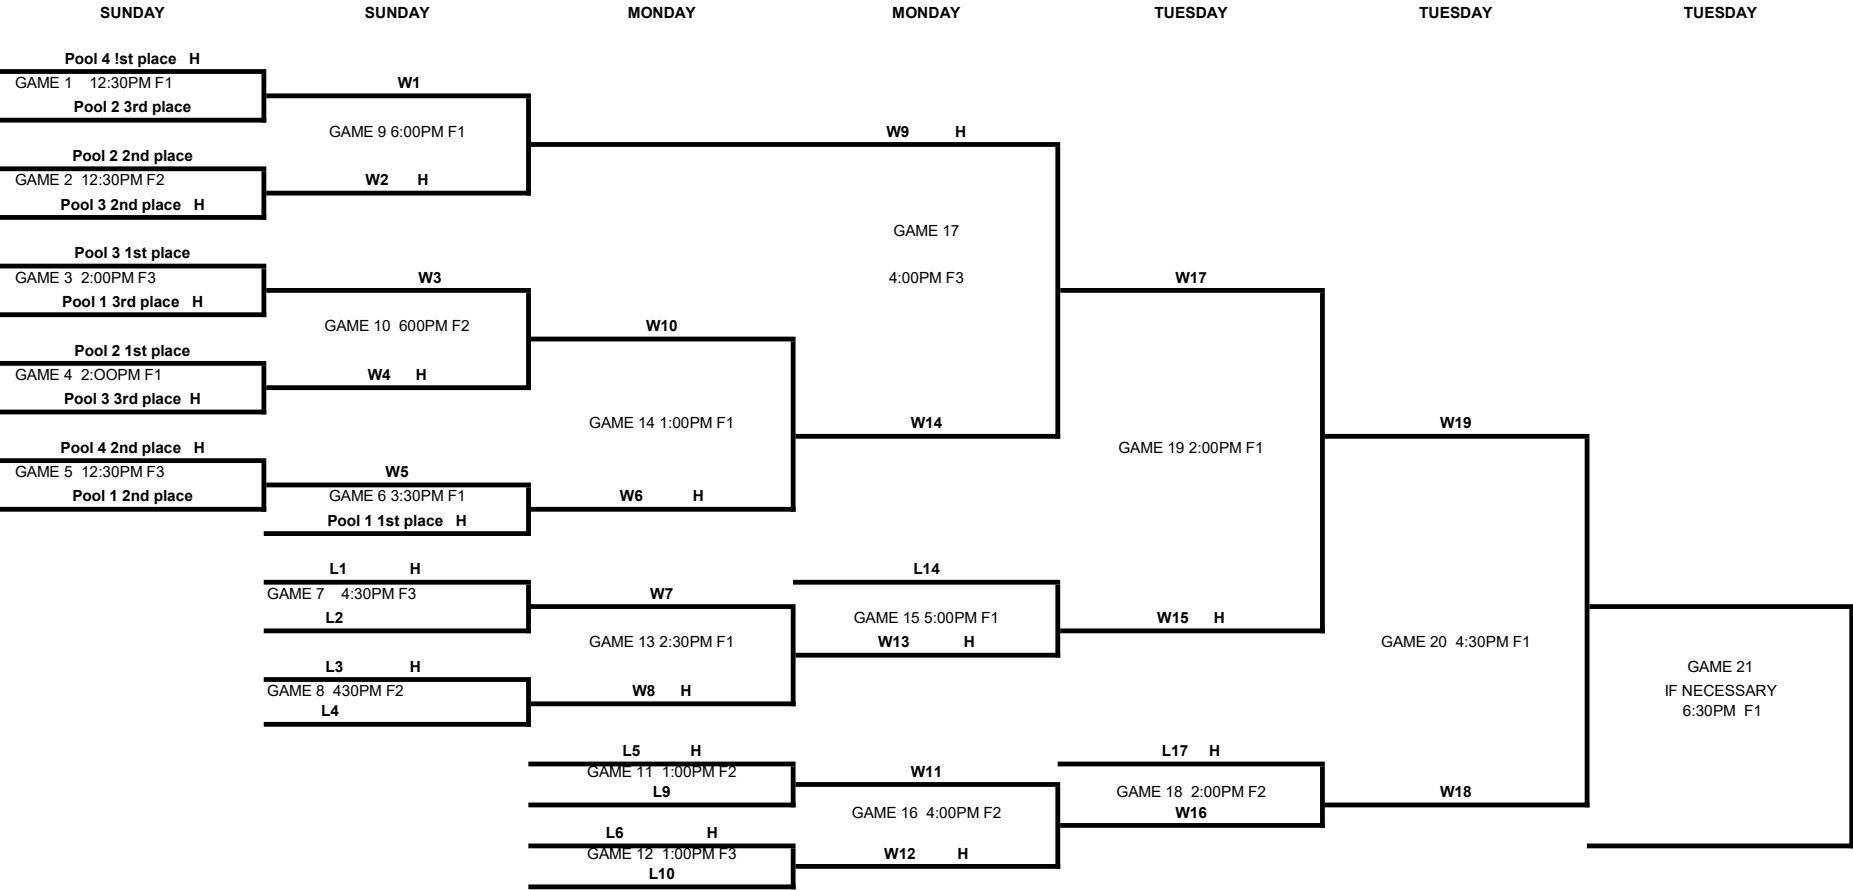 SUNDAY SUNDAY MONDAY MONDAY TUESDAY TUESDAY TUESDAY
Pool 4 !st place H
GAME 1 12:30PM F1
Pool 2 3rd place
Pool 2 2nd place
GAME 2 12:30PM F2
Pool 3 2nd place H
Pool 3 1st place
GAME 3 2:00PM F3
Pool 1 3rd place H
Pool 2 1st place
GAME 4 2:OOPM F1
Pool 3 3rd place H
Pool 4 2nd place H
GAME 5 12:30PM F3
Pool 1 2nd place
W1
GAME 9 6:00PM F1
W2 H
W3
GAME 10 600PM F2
W4 H
W5
GAME 6 3:30PM F1
Pool 1 1st place H
L1 H
GAME 7 4:30PM F3
L2
L3 H
GAME 8 430PM F2
L4
W10
GAME 14 1:00PM F1
W6 H
W7
GAME 13 2:30PM F1
W8 H
L5 H
GAME 11 1:00PM F2
L9
L6 H
GAME 12 1:00PM F3
L10
W9 H
GAME 17
4:00PM F3
W14
L14
GAME 15 5:00PM F1
W13 H
W11
GAME 16 4:00PM F2
W12 H
W17
GAME 19 2:00PM F1
W15 H
L17 H
GAME 18 2:00PM F2
W16
W19
GAME 20 4:30PM F1
W18
GAME 21
IF NECESSARY
6:30PM F1